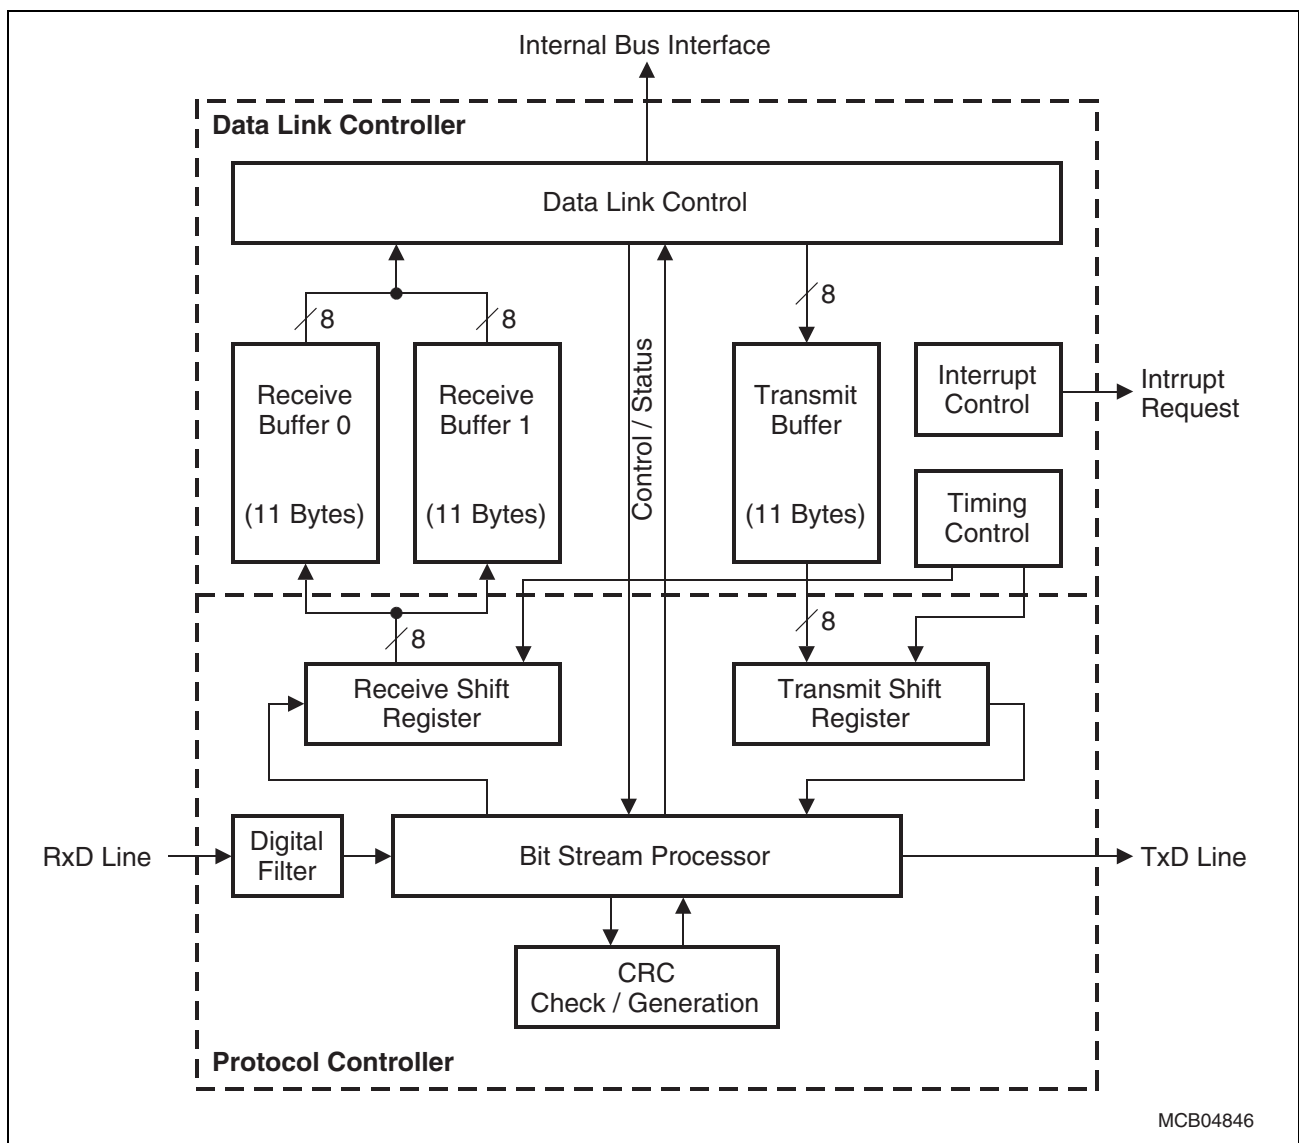 Internal Bus Interface
Data Link Controller
Data Link Control
8
8
8
Receive
Buffer 0
(11 Bytes)
Receive
Buffer 1
(11 Bytes)
Control / Status
Transmit
Buffer
(11 Bytes)
Interrupt
Control
Intrrupt
Request
Timing
Control
8
8
Receive Shift
Register
Transmit Shift
Register
RxD Line
Digital
Filter
Bit Stream Processor
TxD Line
CRC
Check / Generation
Protocol Controller
MCB04846